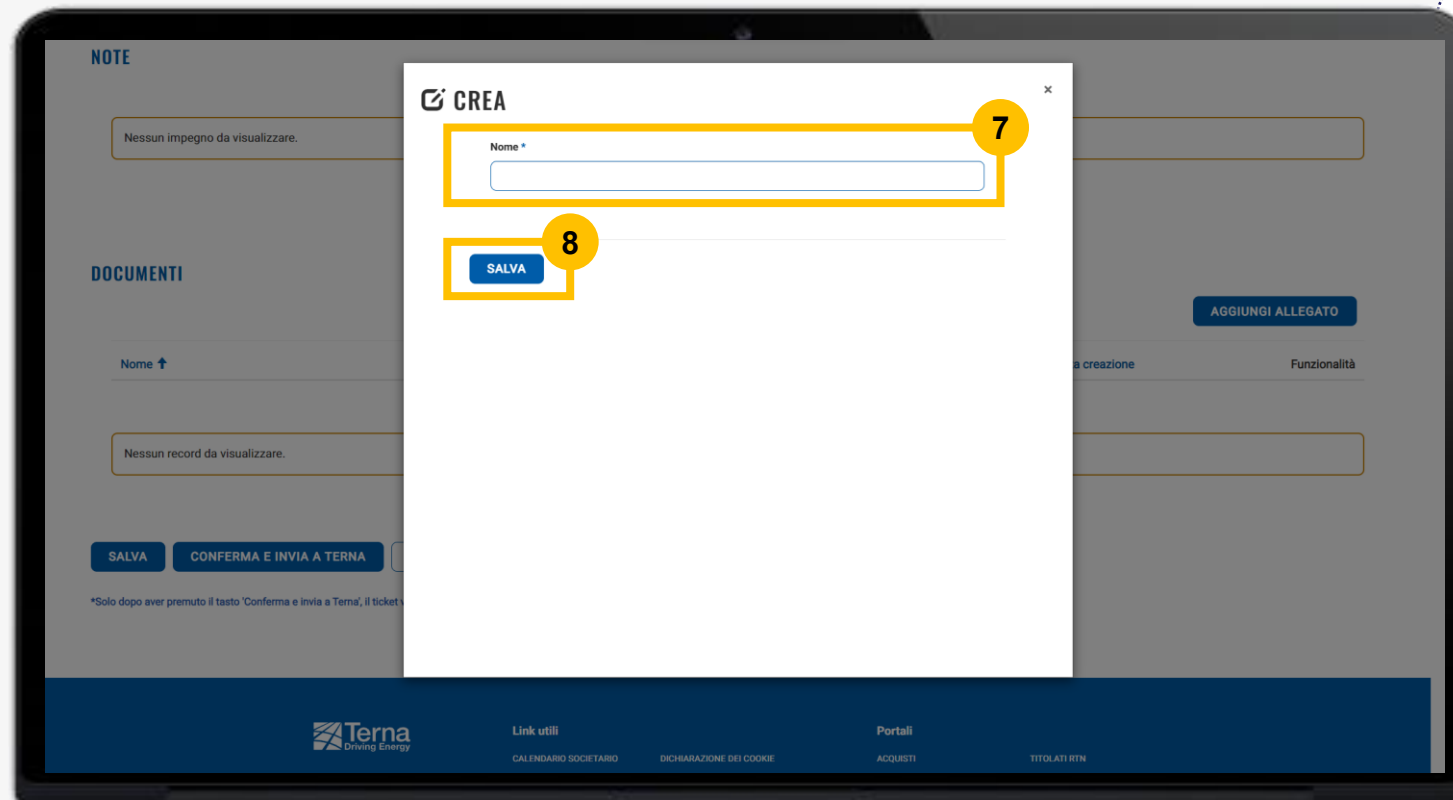 NOTE
Nessun impegno da visualizzare.
CREA
×
7
Nome *
8
SALVA
DOCUMENTI
AGGIUNGI ALLEGATO
Nome
a creazione
Funzionalità
Nessun record da visualizzare.
SALVA
CONFERMA E INVIA A TERNA
*Solo dopo aver premuto il tasto 'Conferma e invia a Terna', il ticket
Terna
Driving Energy
Link utili
Portali
CALENDARIO SOCIETARIO
DICHIARAZIONE DEI COOKIE
ACQUISTI
TITOLATI RTN